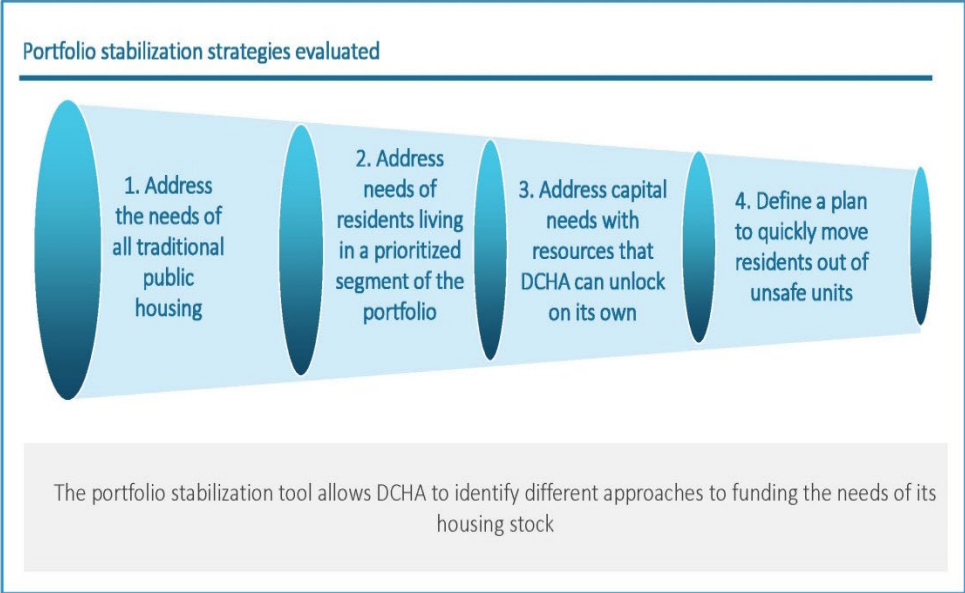 Portfolio stabilization strategies evaluated
1. Address
the needs of
all traditional
public
housing
2. Address
needs of
residents living
in a prioritized
segment of the
portfolio
3. Address capital
needs with
resources that
DCHA can unlock
on its own
4. Define a plan
to quickly move
residents out of
unsafe units
The portfolio stabilization tool allows DCHA to identify different approaches to funding the needs of its
housing stock